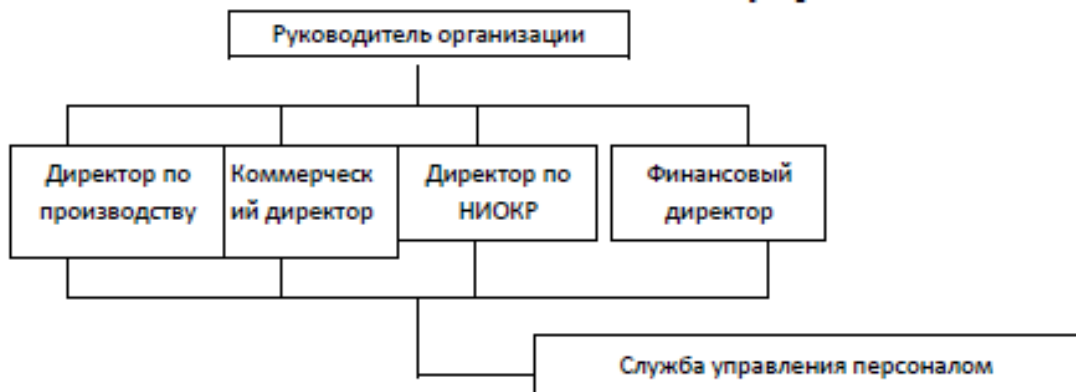 Руководитель организации
Директор по
производству
Коммерческ
ий директор
Директор по
НИОКР
Финансовый
директор
Служба управления персоналом